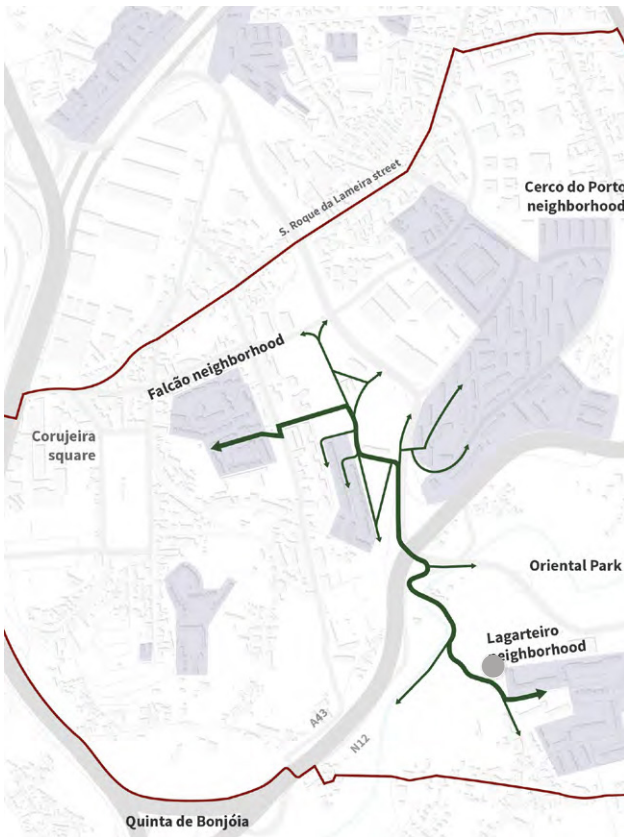 S. Roque da Lameira street
Cerco do Porto
neighborhood
Falcão neighborhood
Corujeira
square
Oriental Park
Lagarteiro
neighborhood
A43
N12
Quinta de Bonjóia